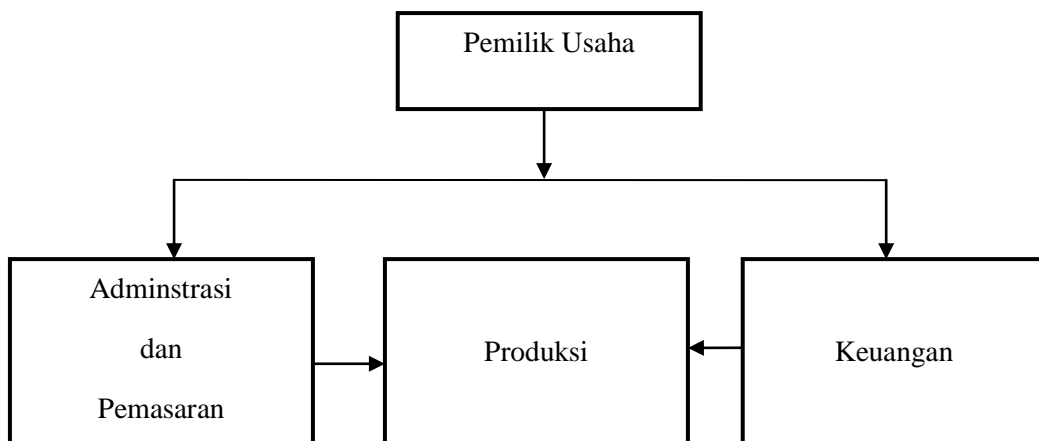 Pemilik Usaha
Adminstrasi
dan
Pemasaran
Produksi
Keuangan